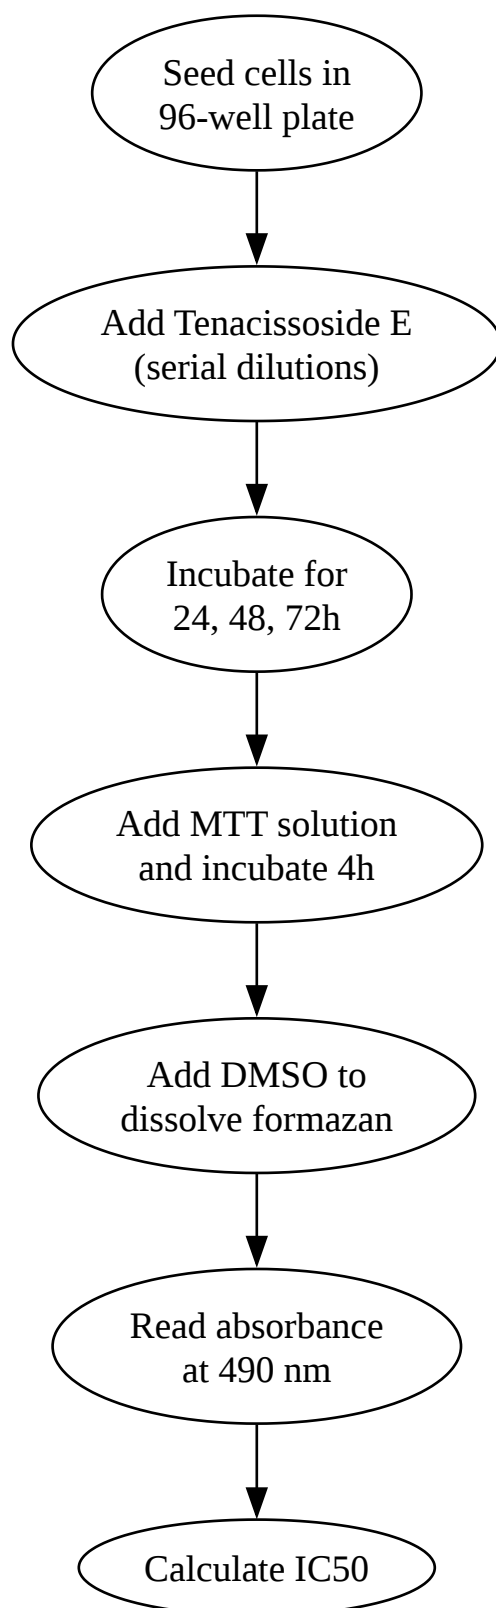 Seed cells in
96-well plate
Add Tenacissoside E
(serial dilutions)
Incubate for
24, 48, 72h
Add MTT solution
and incubate 4h
Add DMSO to
dissolve formazan
Read absorbance
at 490 nm
Calculate IC50